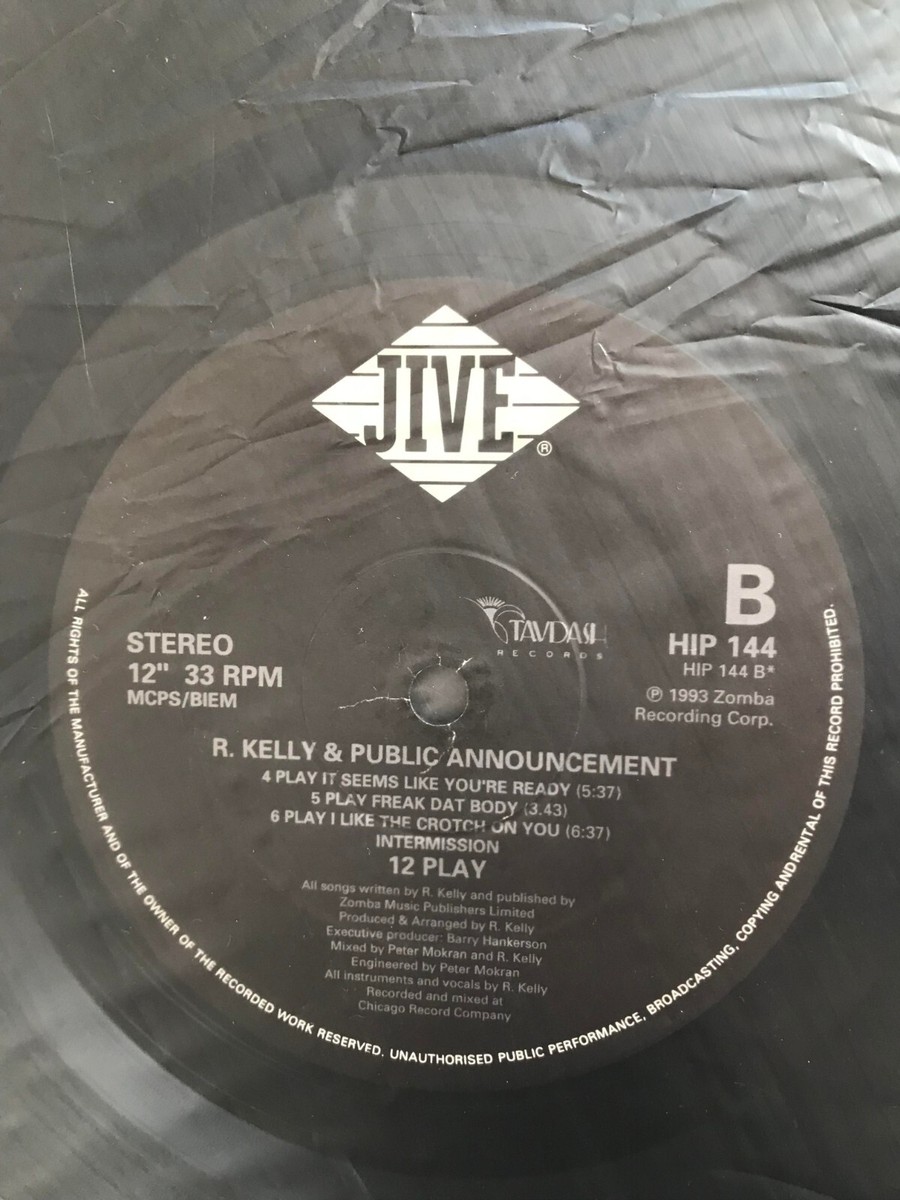 JIVE
®
TAVDASH
RECORDS
B
HIP 144
HIP 144 B*
℗ 1993 Zomba
Recording Corp.
STEREO
12" 33 RPM
MCPS/BIEM
R. KELLY & PUBLIC ANNOUNCEMENT
4 PLAY IT SEEMS LIKE YOU'RE READY (5:37)
5 PLAY FREAK DAT BODY (3.43)
6 PLAY I LIKE THE CROTCH ON YOU (6:37)
INTERMISSION
12 PLAY
All songs written by R. Kelly and published by
Zomba Music Publishers Limited
Produced & Arranged by R. Kelly
Executive producer: Barry Hankerson
Mixed by Peter Mokran and R. Kelly
Engineered by Peter Mokran
All instruments and vocals by R. Kelly
Recorded and mixed at
Chicago Record Company
ALL RIGHTS OF THE MANUFACTURER AND OF THE OWNER OF THE RECORDED WORK RESERVED. UNAUTHORISED PUBLIC PERFORMANCE, BROADCASTING, COPYING AND RENTAL OF THIS RECORD PROHIBITED.